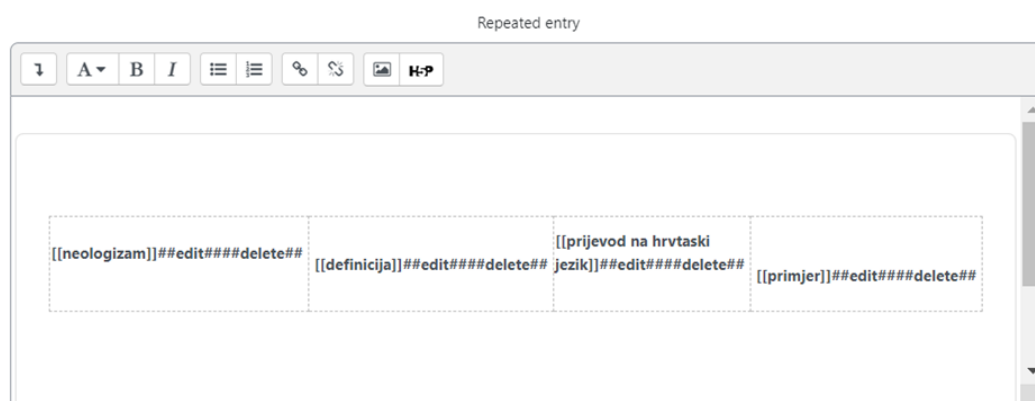 Repeated entry
A B I H-P
[[neologizam]]##edit####delete##
[[definicija]]##edit####delete##
[[prijevod na hrvtaski
jezik]]##edit####delete##
[[primjer]]##edit####delete##